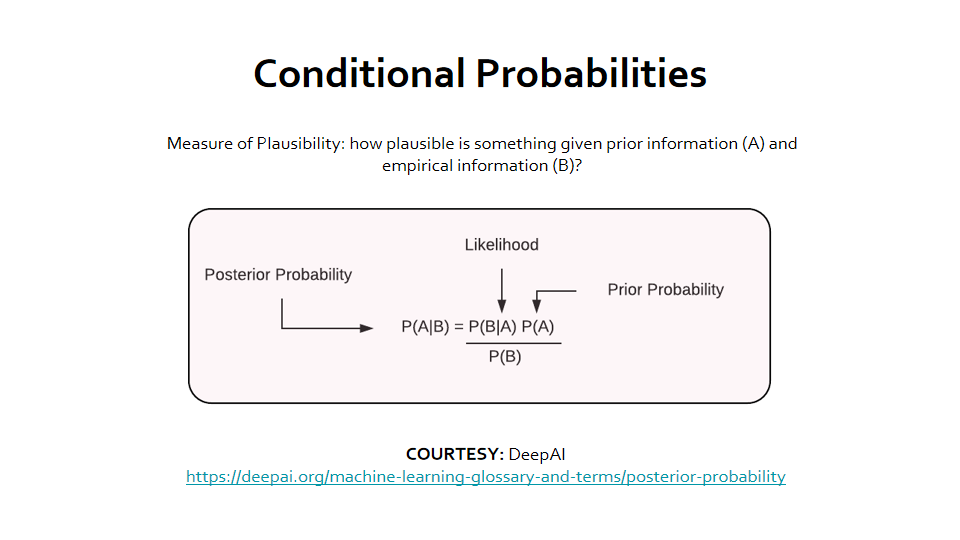 Conditional Probabilities
Measure of Plausibility: how plausible is something given prior information (A) and
empirical information (B)?
Likelihood
Posterior Probability
Prior Probability
P(A|B) = P(B|A) P(A)
P(B)
COURTESY: DeepAI
https://deepai.org/machine-learning-glossary-and-terms/posterior-probability